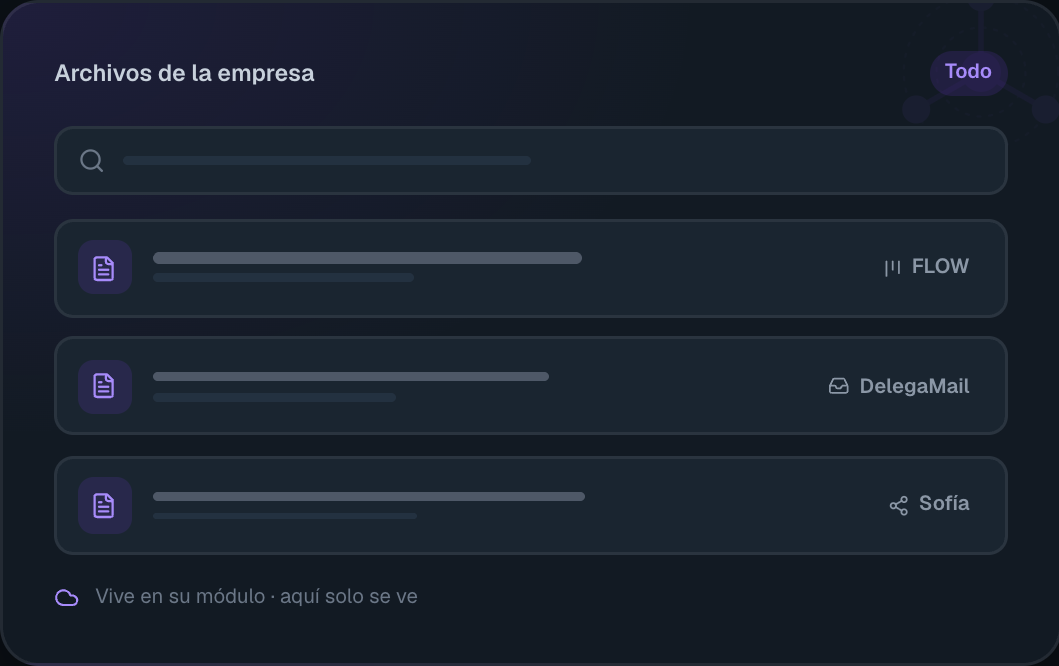 Archivos de la empresa
Todo
FLOW
DelegaMail
Sofía
Vive en su módulo · aquí solo se ve